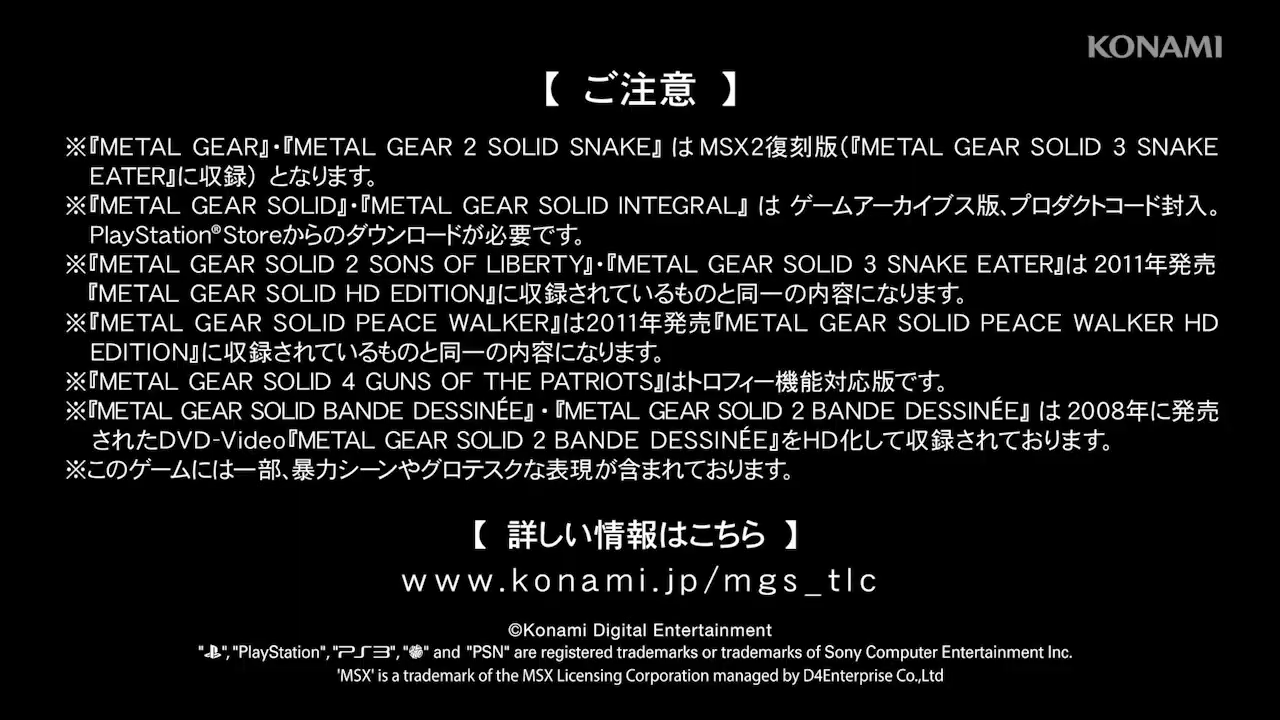 KONAMI
【 ご注意 】
※『METAL GEAR』・『METAL GEAR 2 SOLID SNAKE』 は MSX2復刻版(『METAL GEAR SOLID 3 SNAKE
EATER』に収録) となります。
※『METAL GEAR SOLID』・『METAL GEAR SOLID INTEGRAL』 は ゲームアーカイブス版、プロダクトコード封入。
PlayStation®Storeからのダウンロードが必要です。
※『METAL GEAR SOLID 2 SONS OF LIBERTY』・『METAL GEAR SOLID 3 SNAKE EATER』は 2011年発売
『METAL GEAR SOLID HD EDITION』に収録されているものと同一の内容になります。
※『METAL GEAR SOLID PEACE WALKER』は2011年発売『METAL GEAR SOLID PEACE WALKER HD
EDITION』に収録されているものと同一の内容になります。
※『METAL GEAR SOLID 4 GUNS OF THE PATRIOTS』はトロフィー機能対応版です。
※『METAL GEAR SOLID BANDE DESSINÉE』・『METAL GEAR SOLID 2 BANDE DESSINÉE』 は 2008年に発売
されたDVD-Video『METAL GEAR SOLID 2 BANDE DESSINÉE』をHD化して収録されております。
※このゲームには一部、暴力シーンやグロテスクな表現が含まれております。
【 詳しい情報はこちら 】
www.konami.jp/mgs_tlc
©Konami Digital Entertainment
"", "PlayStation", "PS3", "" and "PSN" are registered trademarks or trademarks of Sony Computer Entertainment Inc.
'MSX' is a trademark of the MSX Licensing Corporation managed by D4Enterprise Co.,Ltd